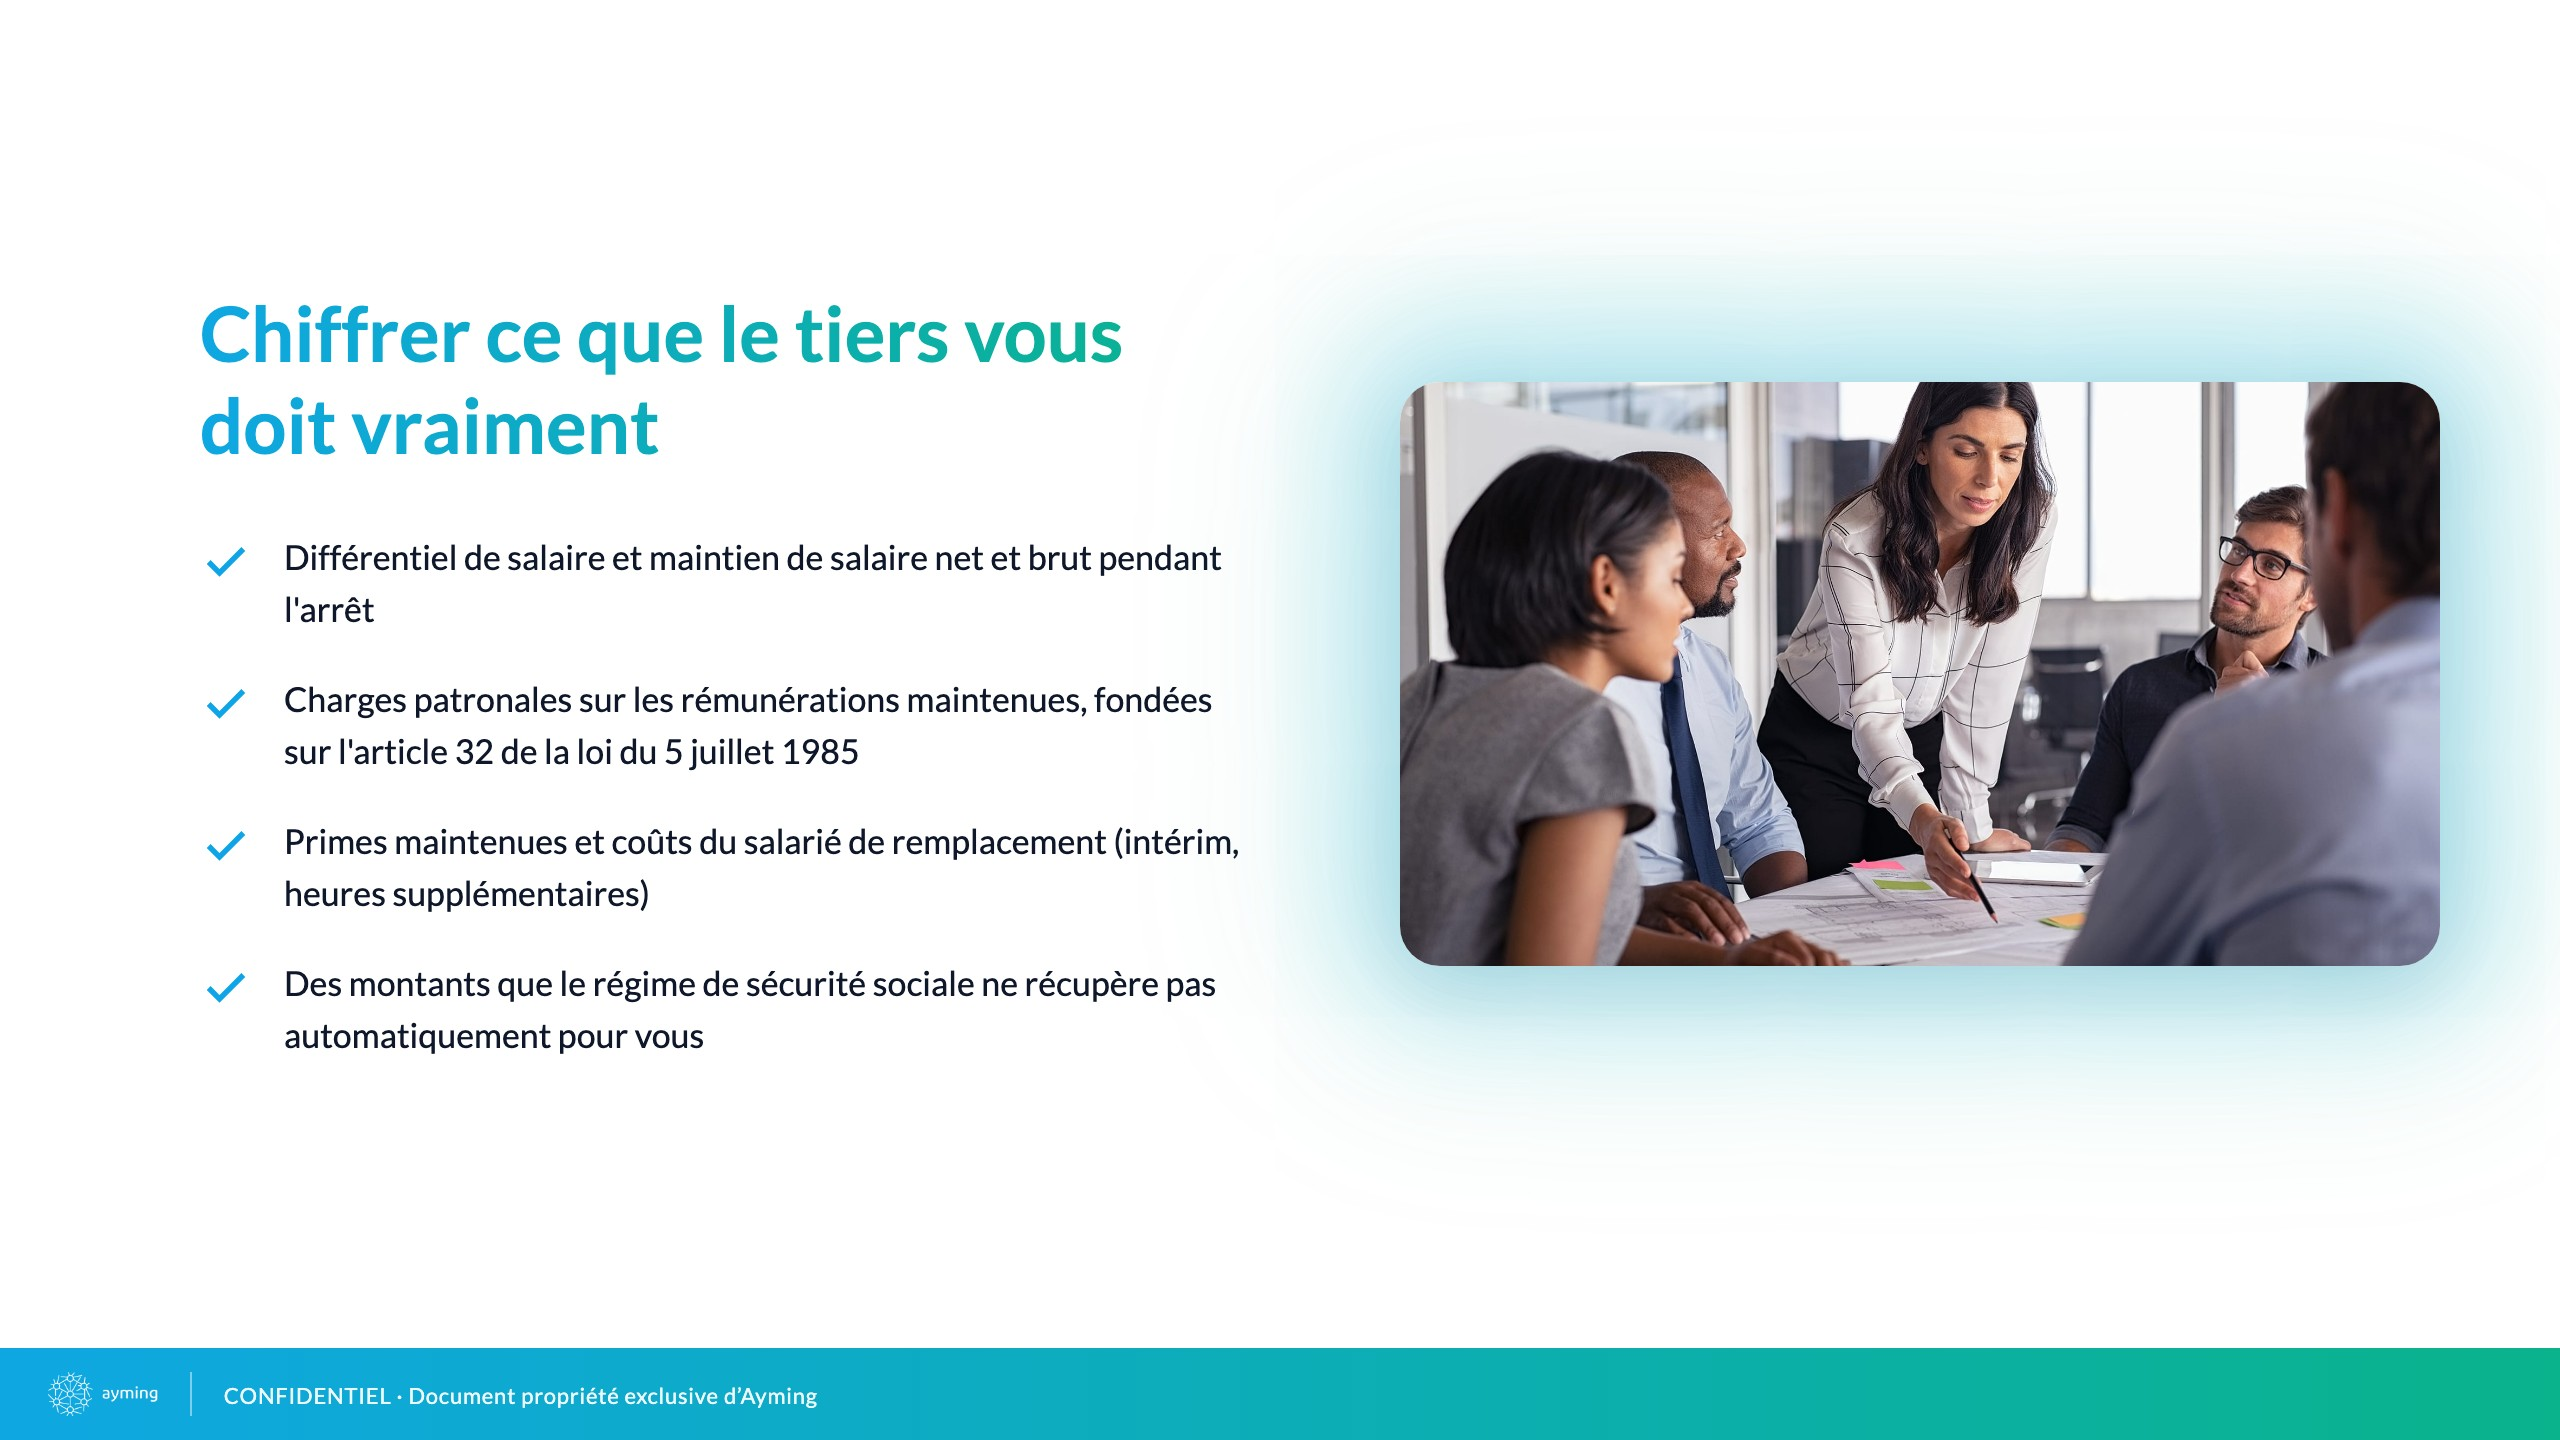 Chiffrer ce que le tiers vous
doit vraiment
Différentiel de salaire et maintien de salaire net et brut pendant
l'arrêt
Charges patronales sur les rémunérations maintenues, fondées
sur l'article 32 de la loi du 5 juillet 1985
Primes maintenues et coûts du salarié de remplacement (intérim,
heures supplémentaires)
Des montants que le régime de sécurité sociale ne récupère pas
automatiquement pour vous
ayming
CONFIDENTIEL · Document propriété exclusive d’Ayming